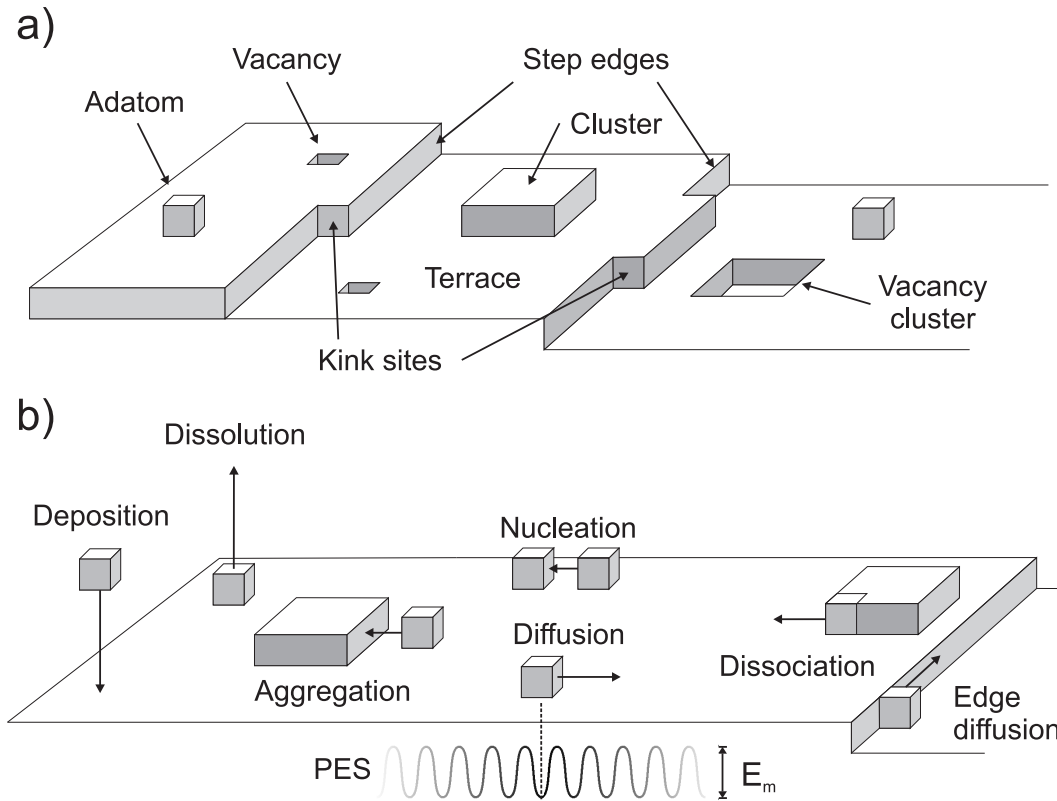 a)
Vacancy
Step edges
Adatom
Cluster
Terrace
Vacancy
cluster
Kink sites
b)
Dissolution
Deposition
Nucleation
Diffusion
Dissociation
Aggregation
Edge
diffusion
PES
Em